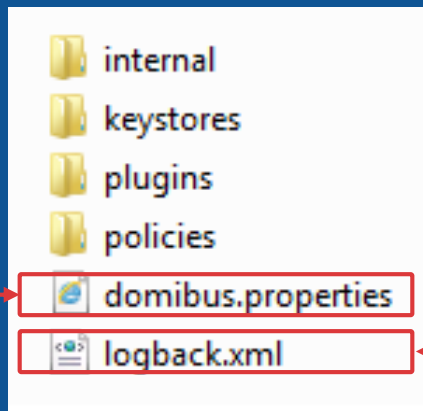 internal
keystores
plugins
policies
domibus.properties
logback.xml